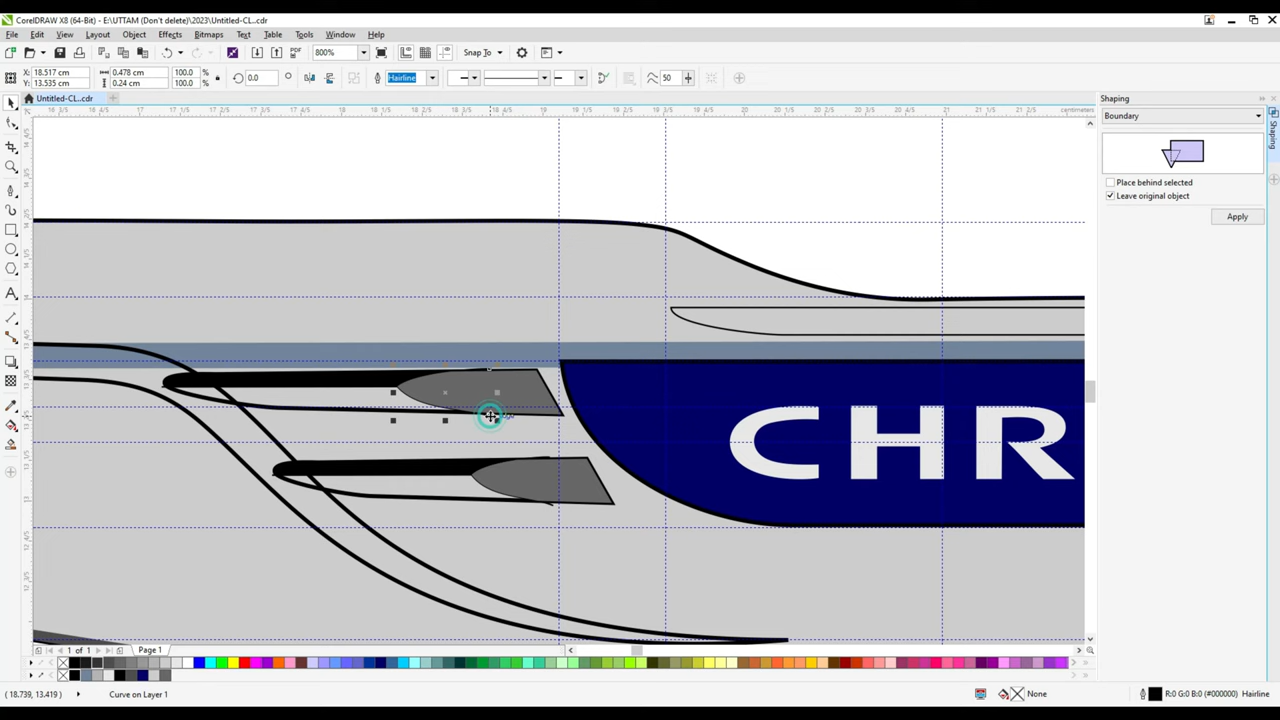 CorelDRAW X8 (64-Bit) - E:\UTTAM (Don't delete)\2023\Untitled-CL..cdr
File Edit View Layout Object Effects Bitmaps Text Table Tools Window Help
PDF 800% Snap To
X: 18.517 cm 0.478 cm 100.0 % 0.0 Hairline 50
Y: 13.535 cm 0.24 cm 100.0 %
Untitled-CL..cdr
Shaping
centimeters
Boundary
Shaping
Place behind selected
Leave original object
Apply
CHR
1 of 1 Page 1
( 18.739, 13.419 ) Curve on Layer 1 None R:0 G:0 B:0 (#000000) Hairline